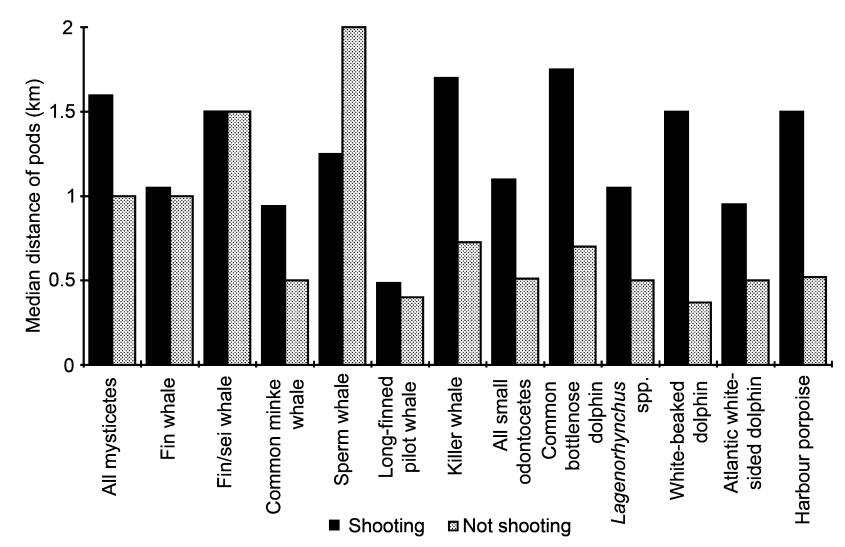 2
1.5
1
0.5
0
Median distance of pods (km)
All mysticetes
Fin whale
Fin/sei whale
Common minke
whale
Sperm whale
Long-finned
pilot whale
Killer whale
All small
odontocetes
Common
bottlenose
dolphin
Lagenorhynchus
spp.
White-beaked
dolphin
Atlantic white-
sided dolphin
Harbour porpoise
Shooting
Not shooting